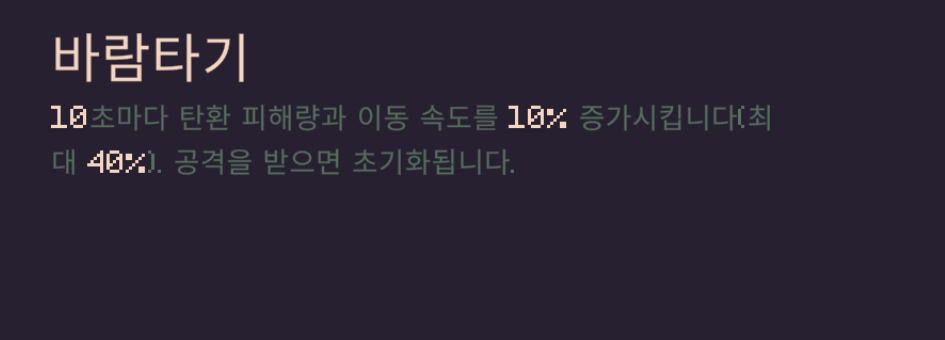 바람타기
10초마다 탄환 피해량과 이동 속도를 10% 증가시킵니다(최
대 40%). 공격을 받으면 초기화됩니다.